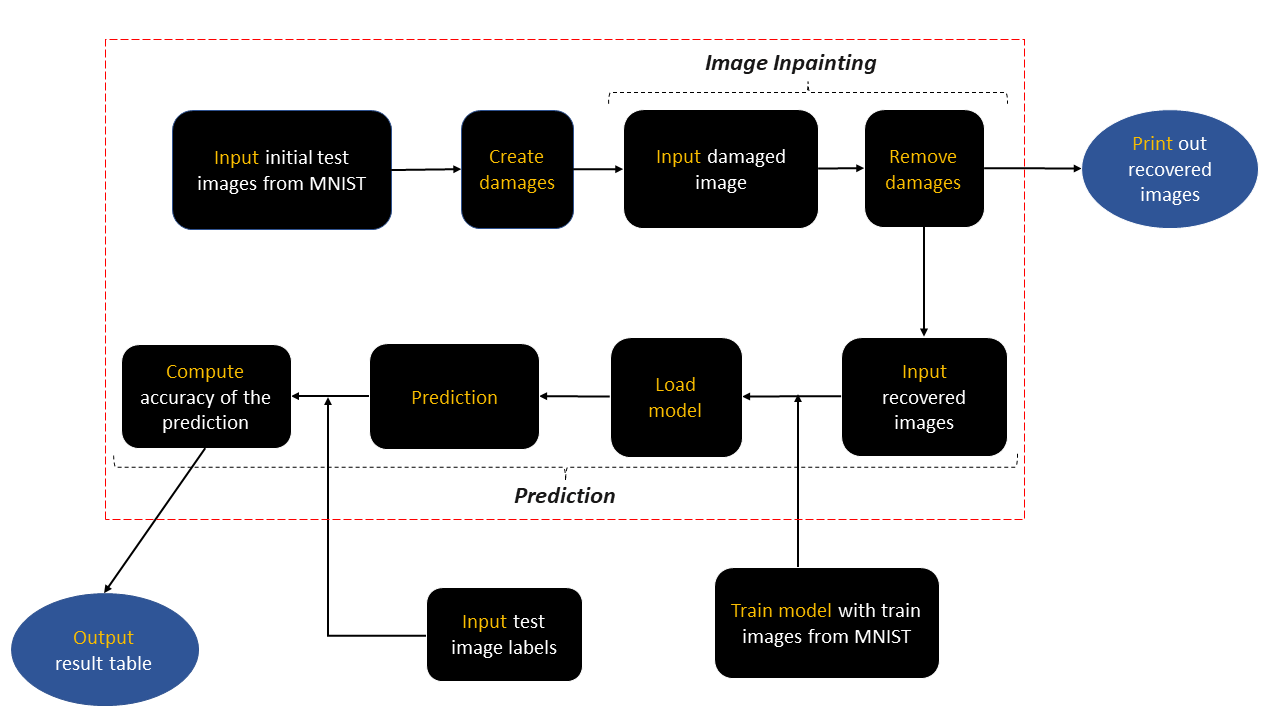 Image Inpainting
Input initial test
images from MNIST
Create
damages
Input damaged
image
Remove
damages
Print out
recovered
images
Compute
accuracy of the
prediction
Prediction
Load
model
Input
recovered
images
Prediction
Output
result table
Input test
image labels
Train model with train
images from MNIST